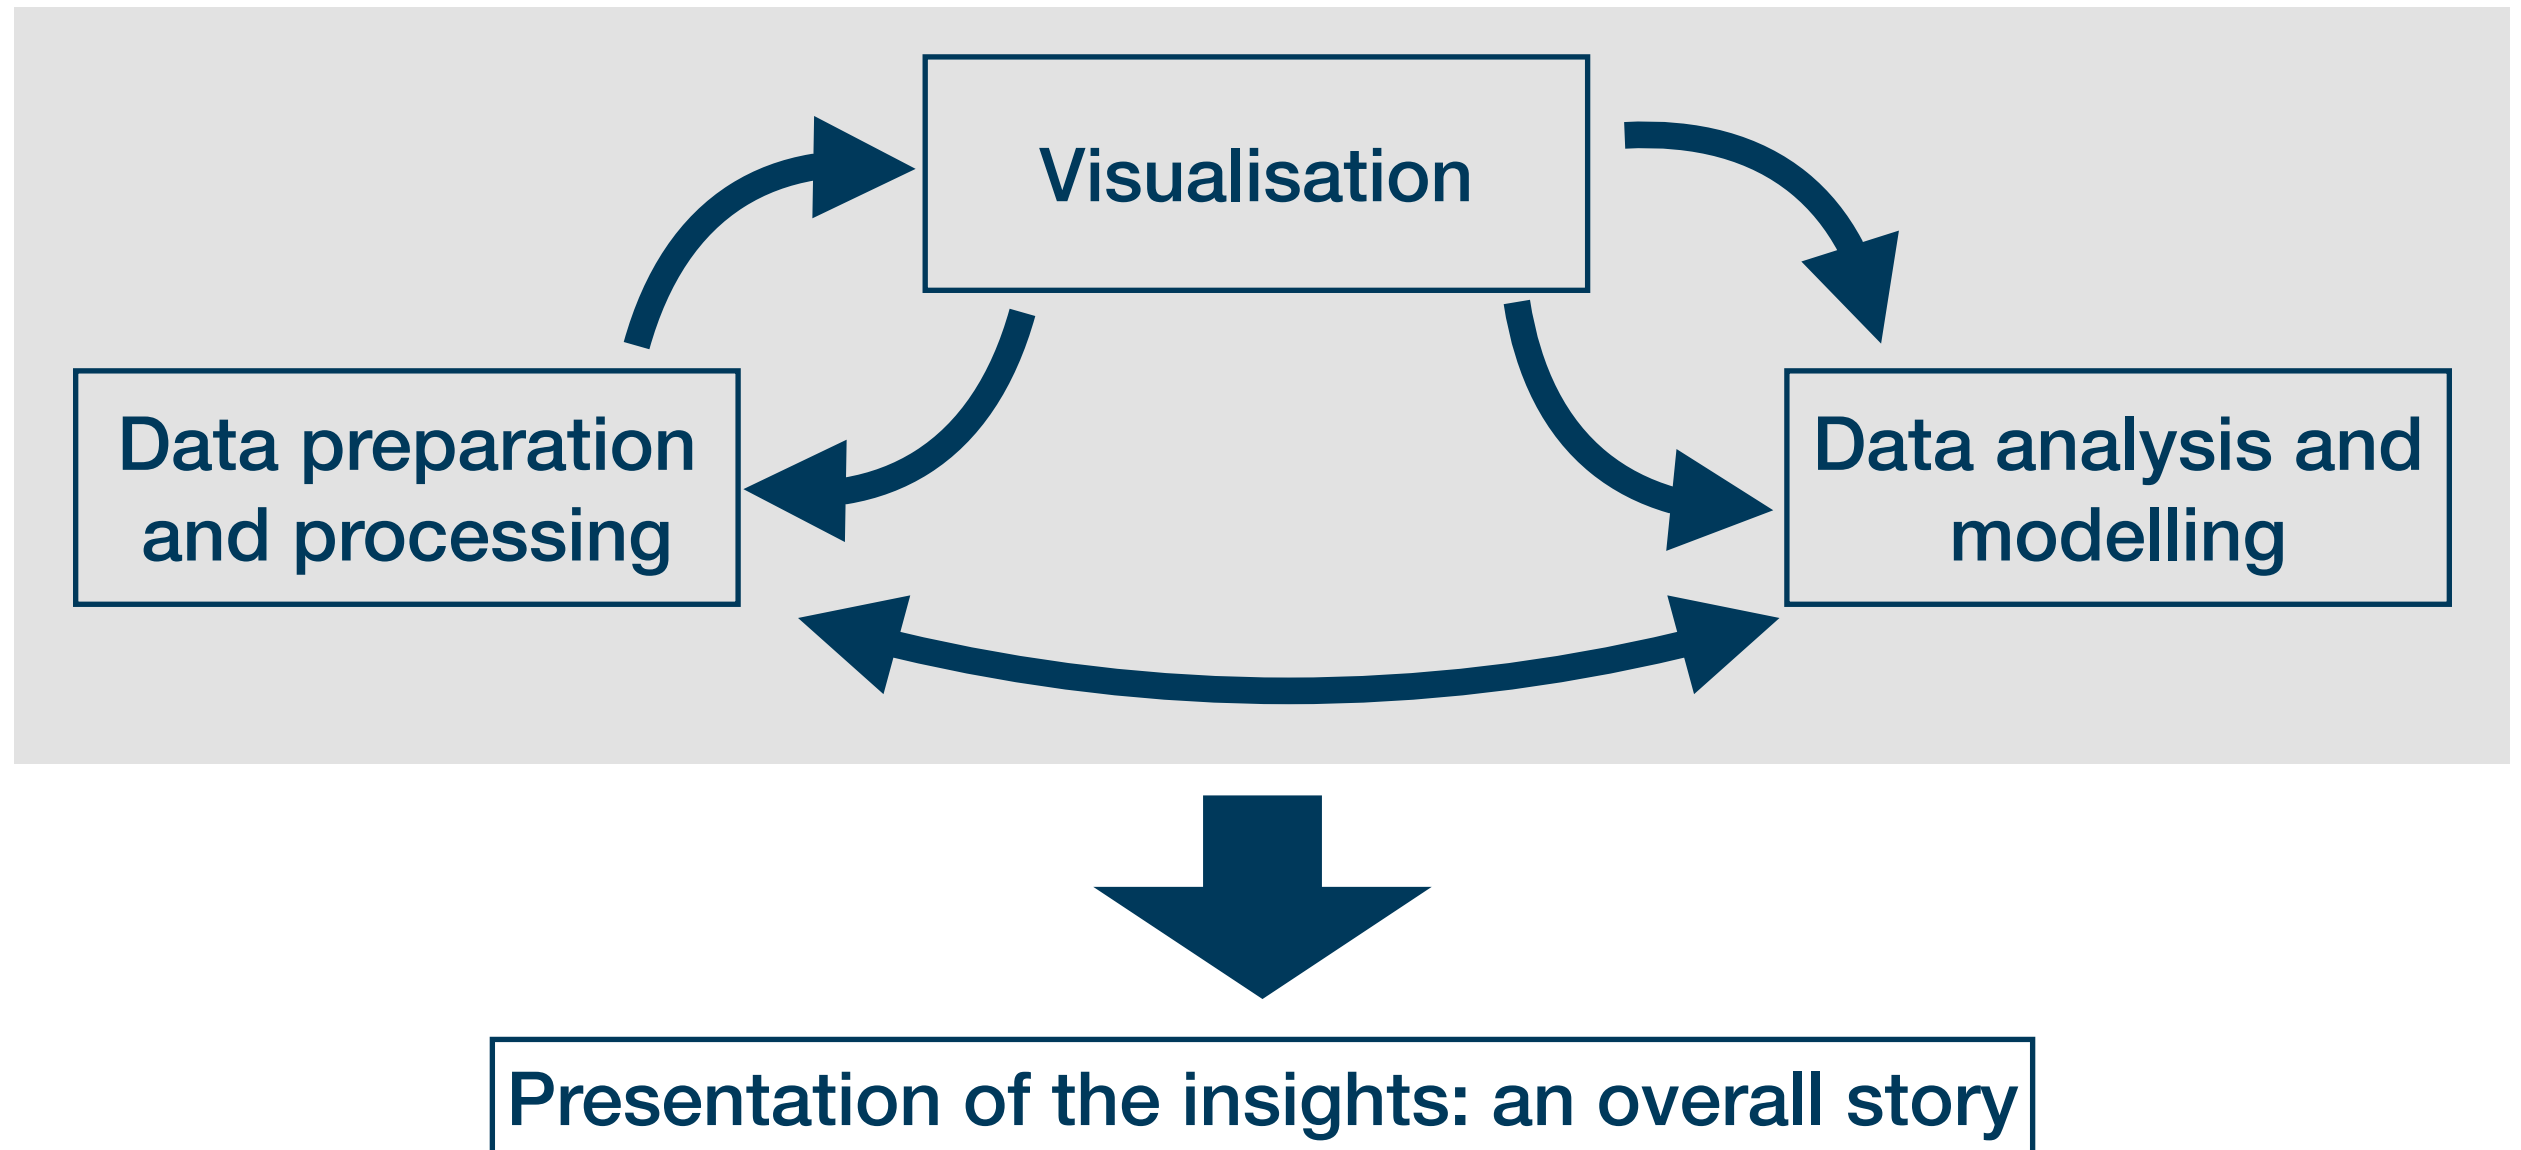 Visualisation
Data preparation
and processing
Data analysis and
modelling
Presentation of the insights: an overall story